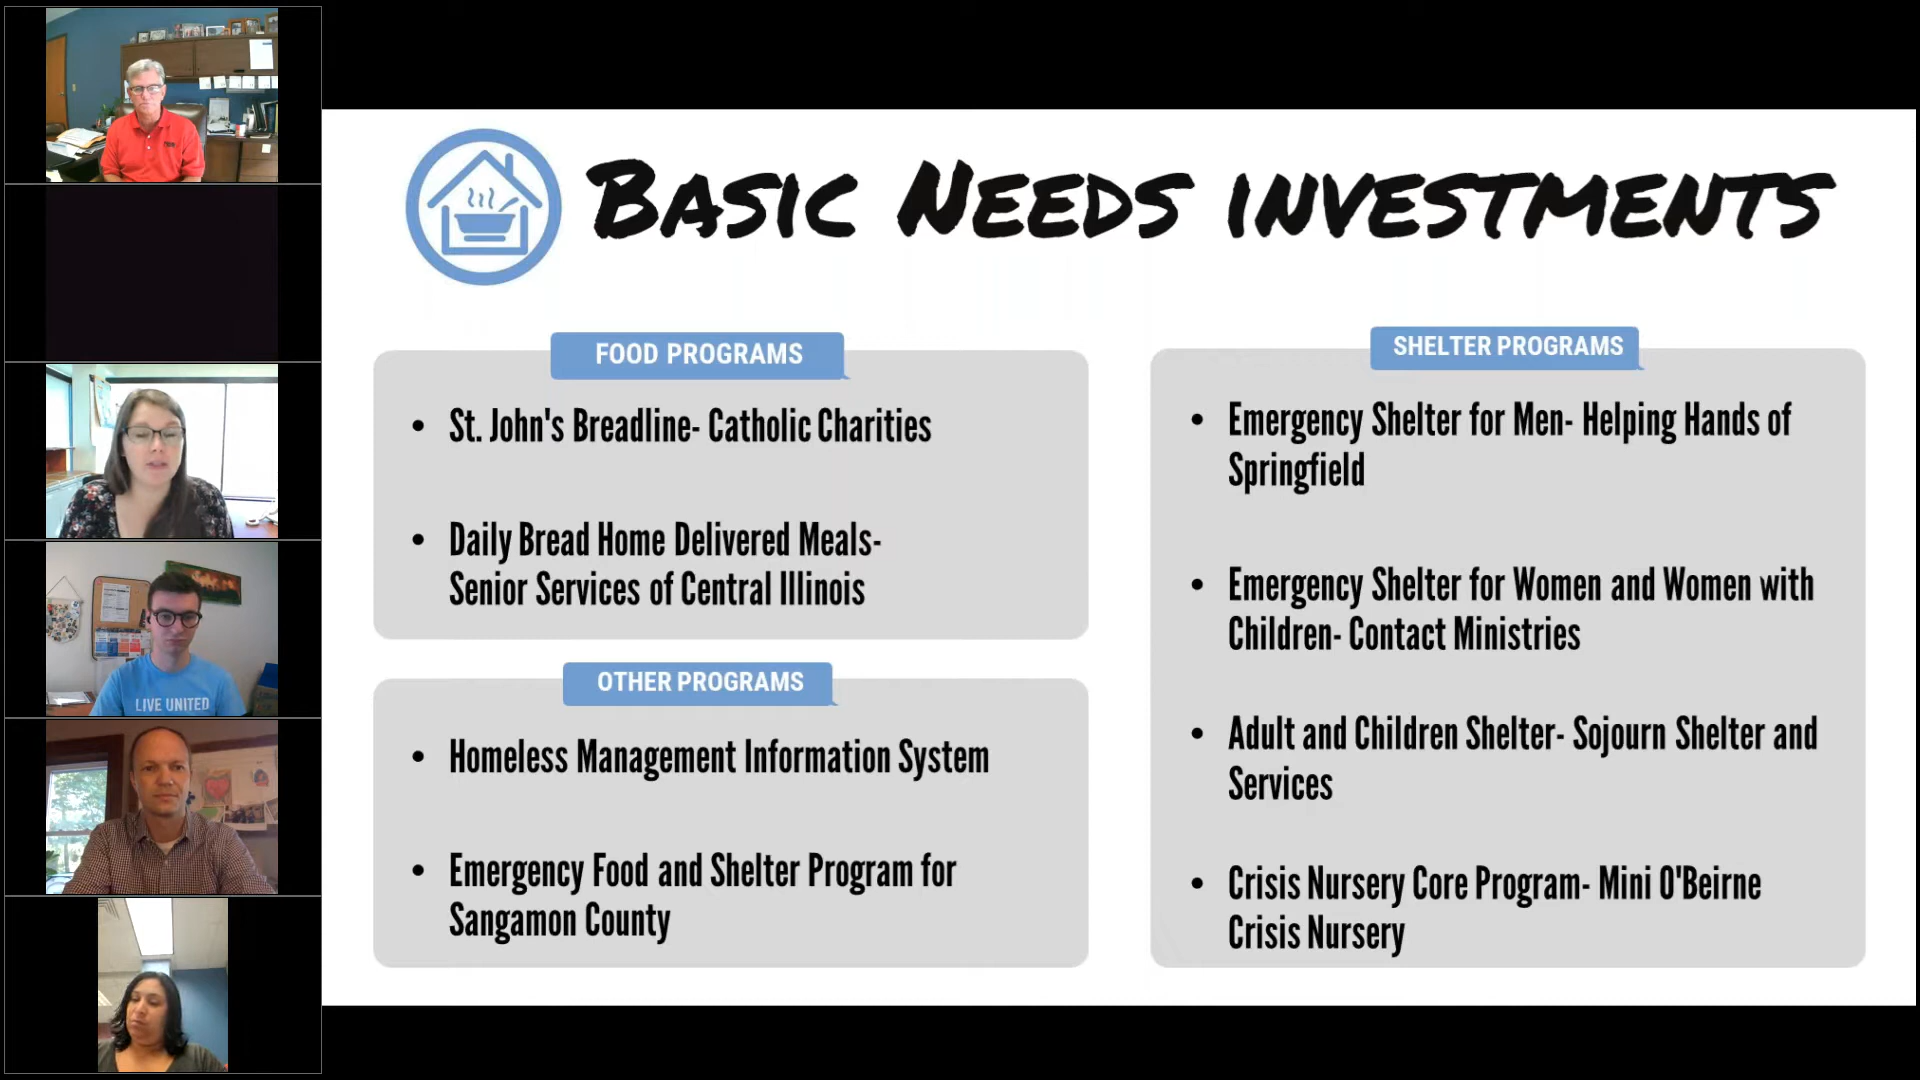 BASIC NEEDS INVESTMENTS
FOOD PROGRAMS
• St. John's Breadline- Catholic Charities
• Daily Bread Home Delivered Meals-
Senior Services of Central Illinois
OTHER PROGRAMS
• Homeless Management Information System
• Emergency Food and Shelter Program for
Sangamon County
SHELTER PROGRAMS
• Emergency Shelter for Men- Helping Hands of
Springfield
• Emergency Shelter for Women and Women with
Children- Contact Ministries
• Adult and Children Shelter- Sojourn Shelter and
Services
• Crisis Nursery Core Program- Mini O'Beirne
Crisis Nursery
LIVE UNITED